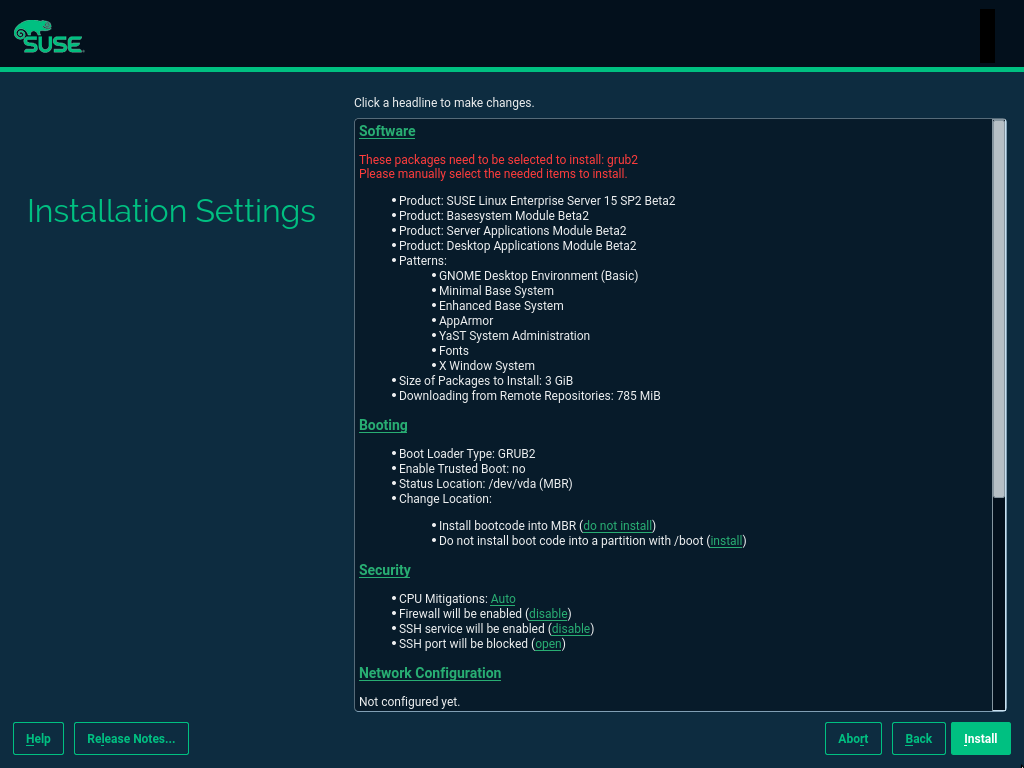 SUSE
Click a headline to make changes.
Installation Settings
Software
These packages need to be selected to install: grub2
Please manually select the needed items to install.
• Product: SUSE Linux Enterprise Server 15 SP2 Beta2
• Product: Basesystem Module Beta2
• Product: Server Applications Module Beta2
• Product: Desktop Applications Module Beta2
• Patterns:
• GNOME Desktop Environment (Basic)
• Minimal Base System
• Enhanced Base System
• AppArmor
• YaST System Administration
• Fonts
• X Window System
• Size of Packages to Install: 3 GiB
• Downloading from Remote Repositories: 785 MiB
Booting
• Boot Loader Type: GRUB2
• Enable Trusted Boot: no
• Status Location: /dev/vda (MBR)
• Change Location:
• Install bootcode into MBR (do not install)
• Do not install boot code into a partition with /boot (install)
Security
• CPU Mitigations: Auto
• Firewall will be enabled (disable)
• SSH service will be enabled (disable)
• SSH port will be blocked (open)
Network Configuration
Not configured yet.
Help
Release Notes...
Abort
Back
Install